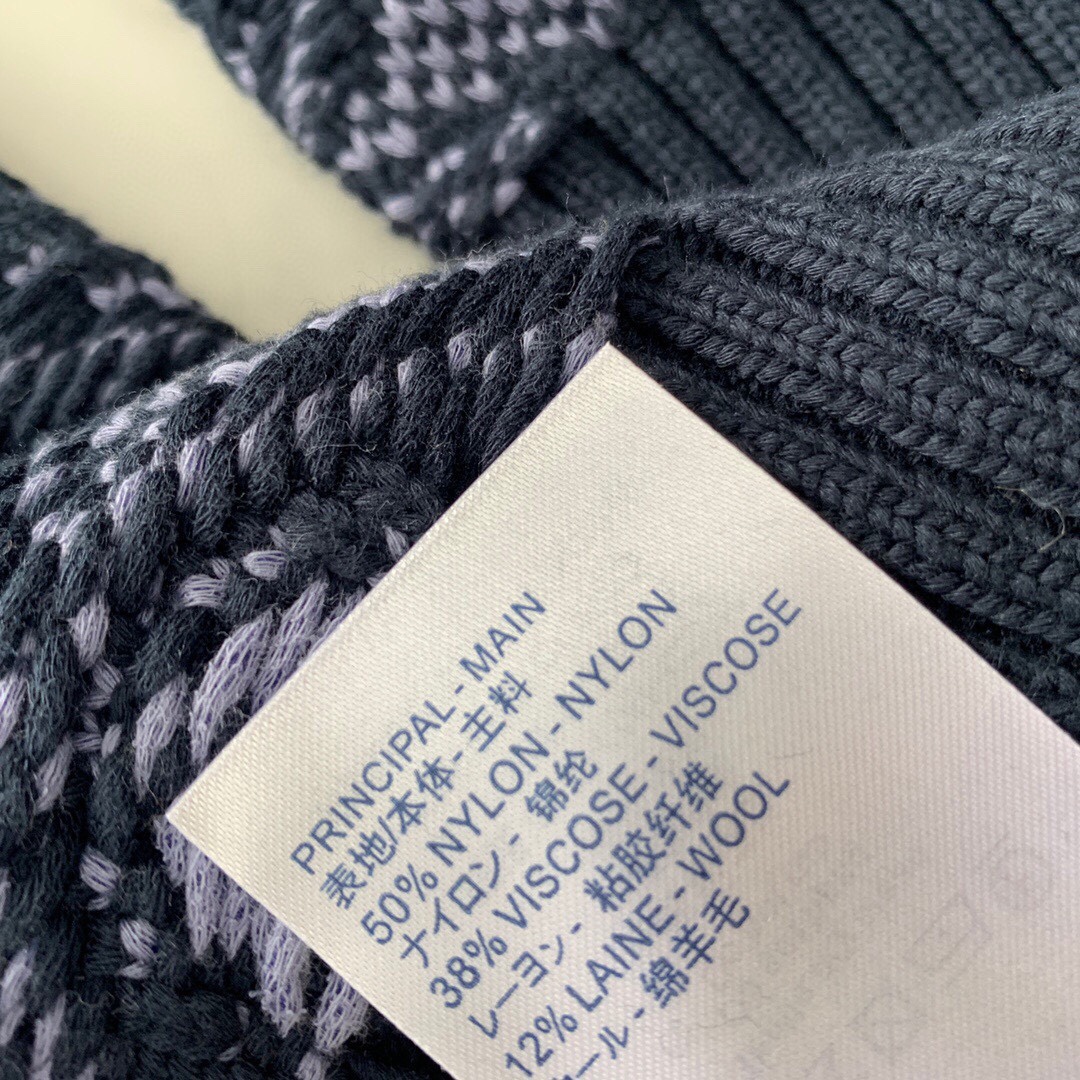 PRINCIPAL - MAIN
表地/本体- 主料
50% NYLON - NYLON
ナイロン - 锦纶
38% VISCOSE - VISCOSE
レーヨン - 粘胶纤维
12% LAINE - WOOL
ール - 绵羊毛